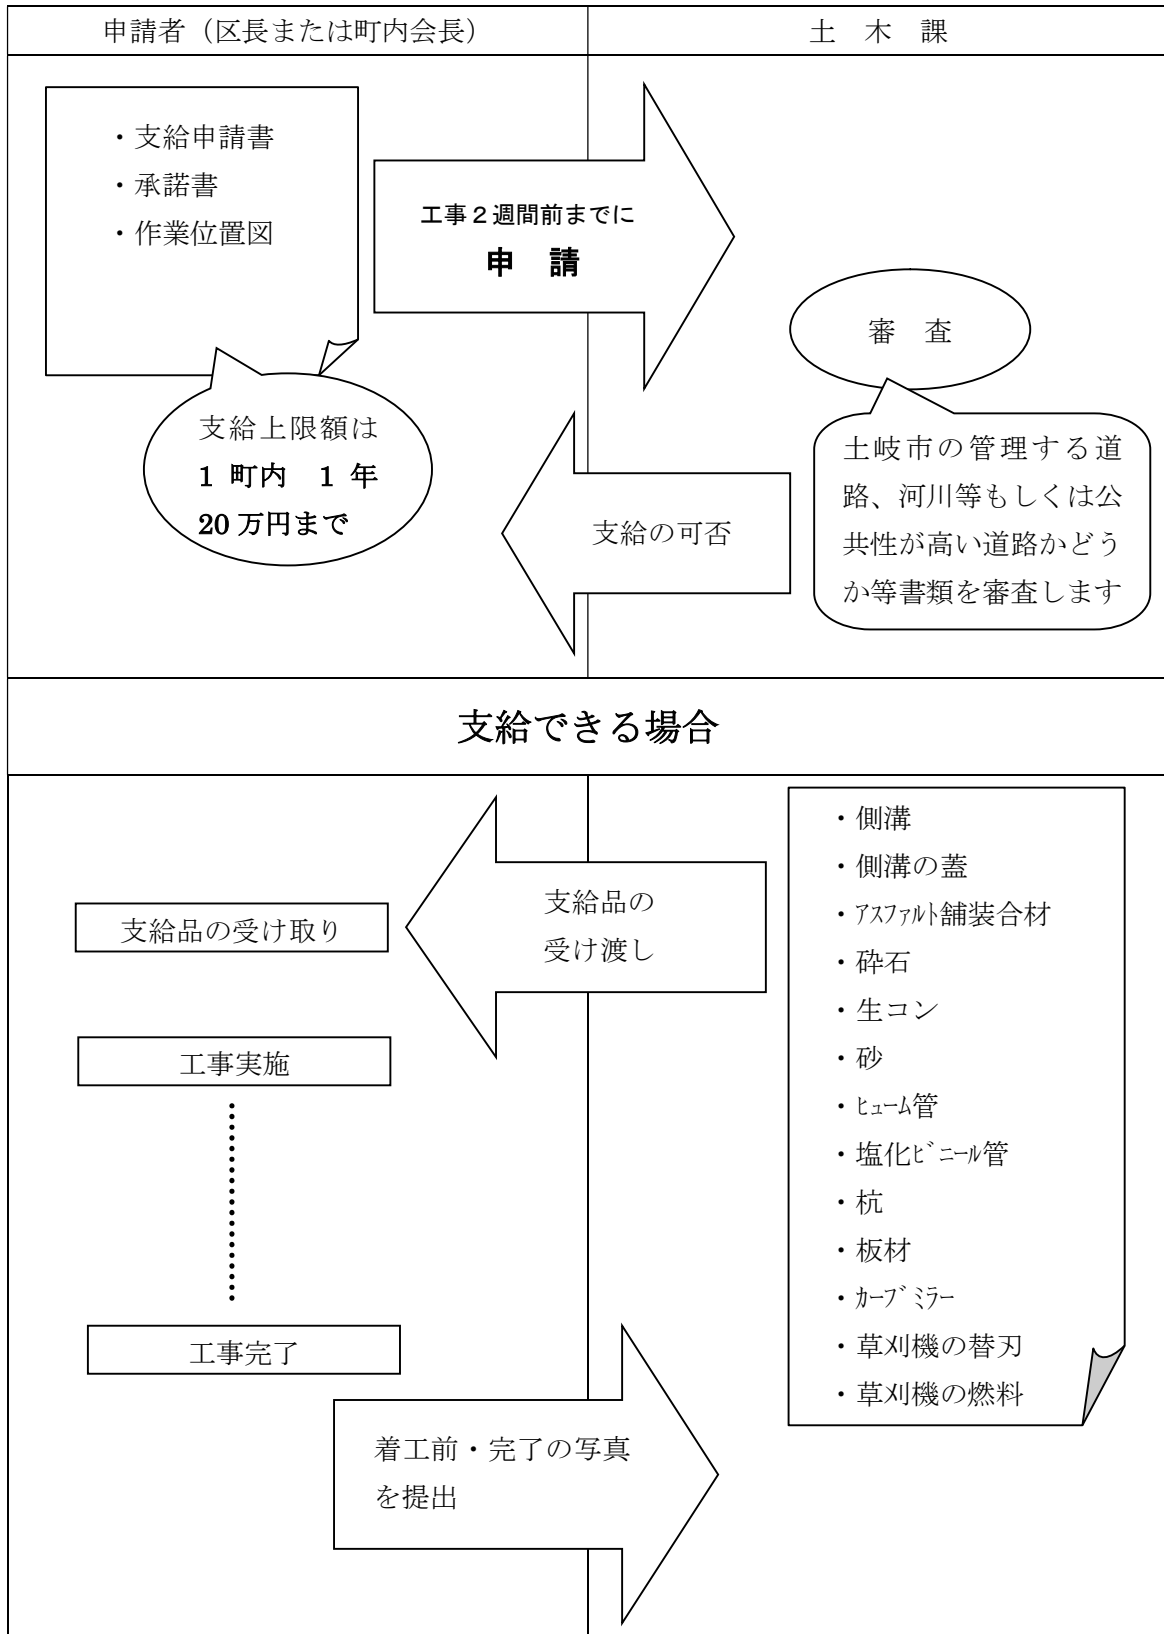 申請者（区長または町内会長）
土　木　課
・支給申請書
・承諾書
・作業位置図
工事２週間前までに
申　請
審　査
支給上限額は
1 町内　1 年
20 万円まで
土岐市の管理する道
路、河川等もしくは公
共性が高い道路かどう
か等書類を審査します
支給の可否
支給できる場合
・側溝
・側溝の蓋
・ｱｽﾌｧﾙﾄ舗装合材
・砕石
・生コン
・砂
・ﾋｭｰﾑ管
・塩化ﾋﾞﾆｰﾙ管
・杭
・板材
・ｶｰﾌﾞﾐﾗｰ
・草刈機の替刃
・草刈機の燃料
支給品の
受け渡し
支給品の受け取り
工事実施
工事完了
着工前・完了の写真
を提出